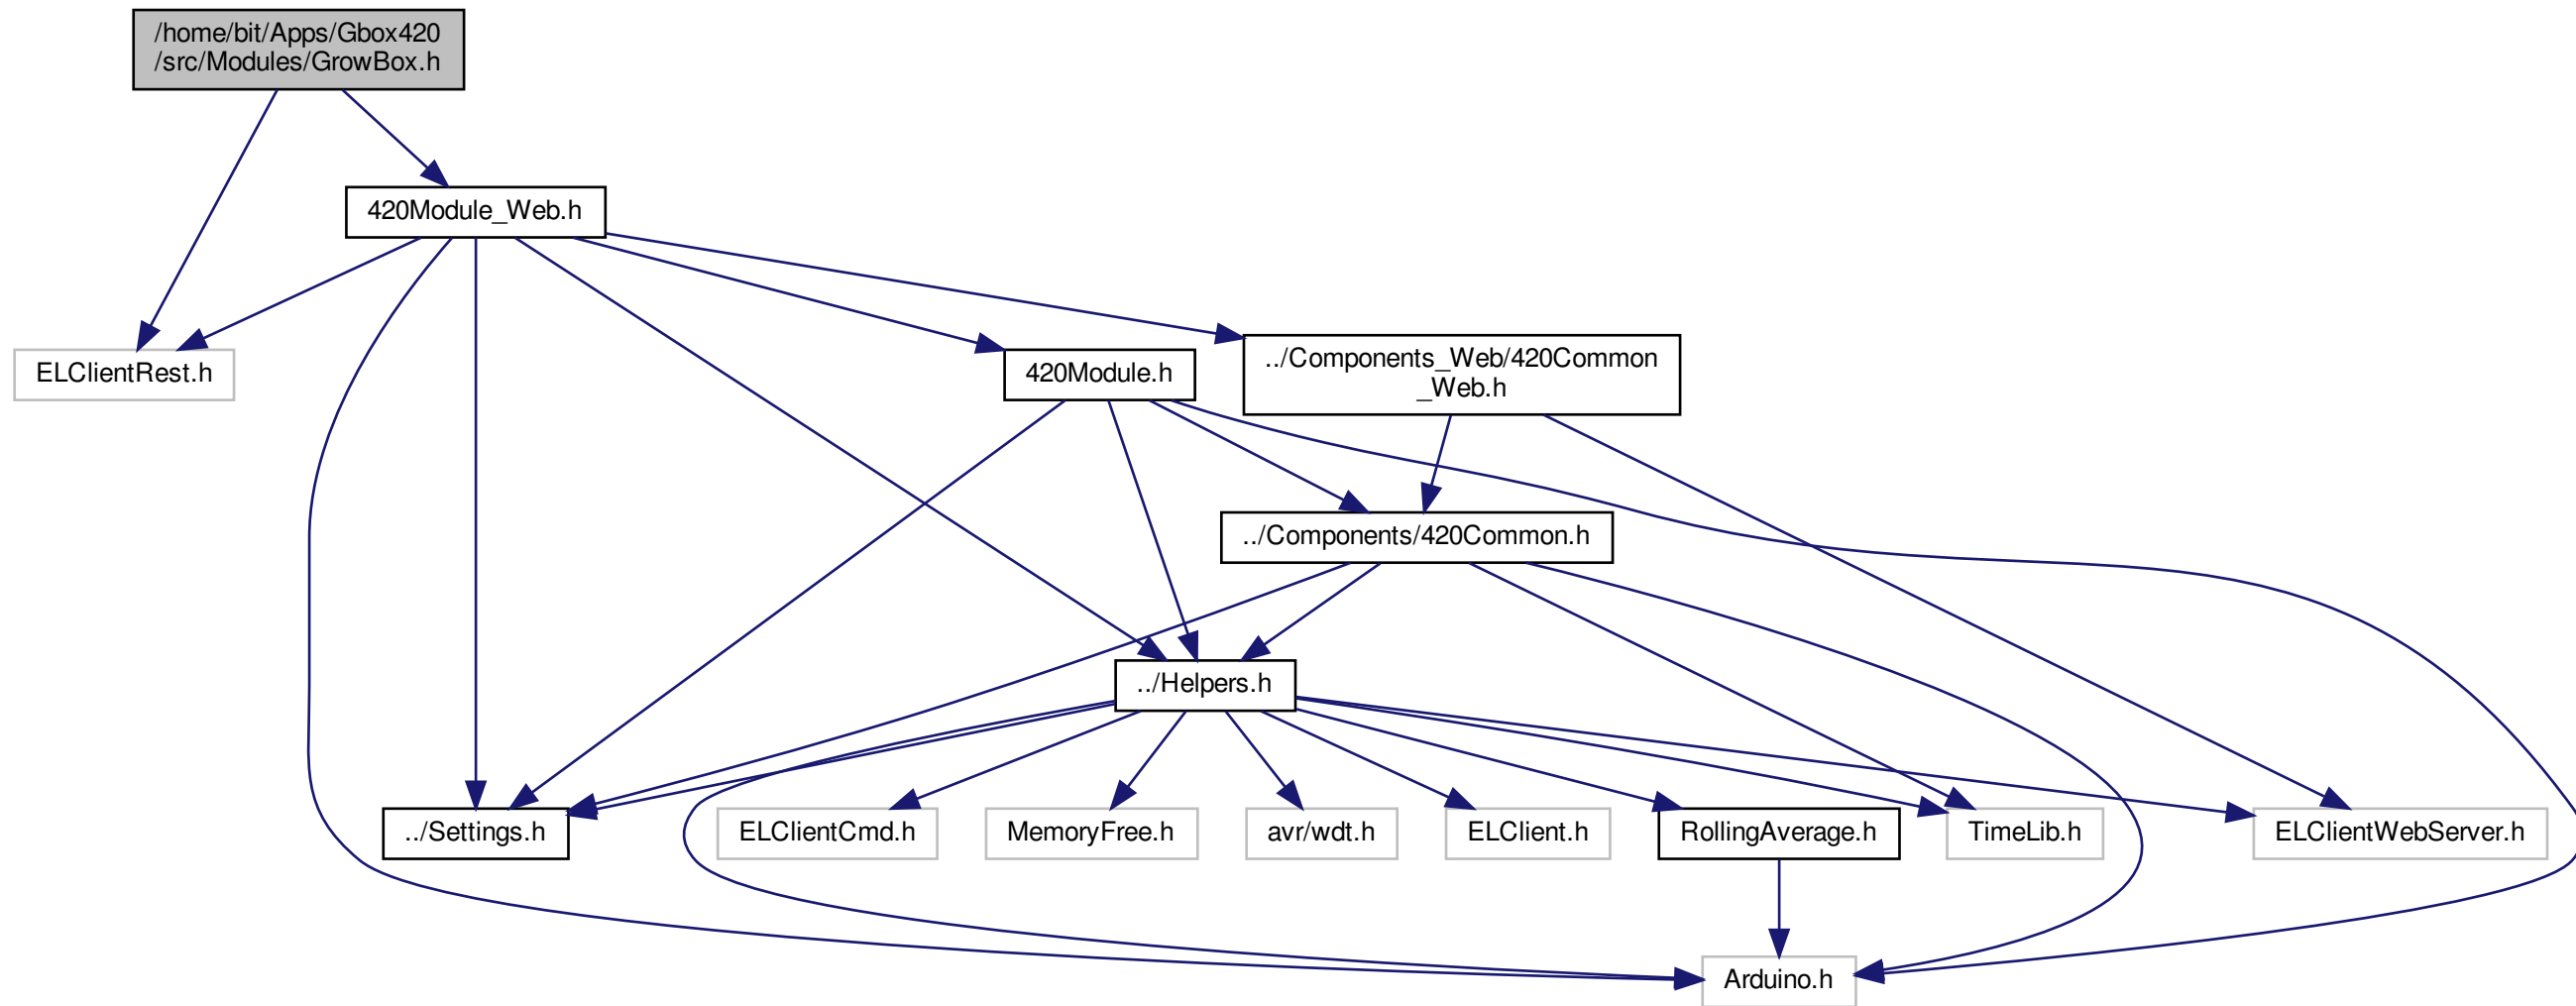 /home/bit/Apps/Gbox420
/src/Modules/GrowBox.h
420Module_Web.h
ELClientRest.h
420Module.h
../Components_Web/420Common
_Web.h
../Components/420Common.h
../Helpers.h
../Settings.h
ELClientCmd.h
MemoryFree.h
avr/wdt.h
ELClient.h
RollingAverage.h
TimeLib.h
ELClientWebServer.h
Arduino.h